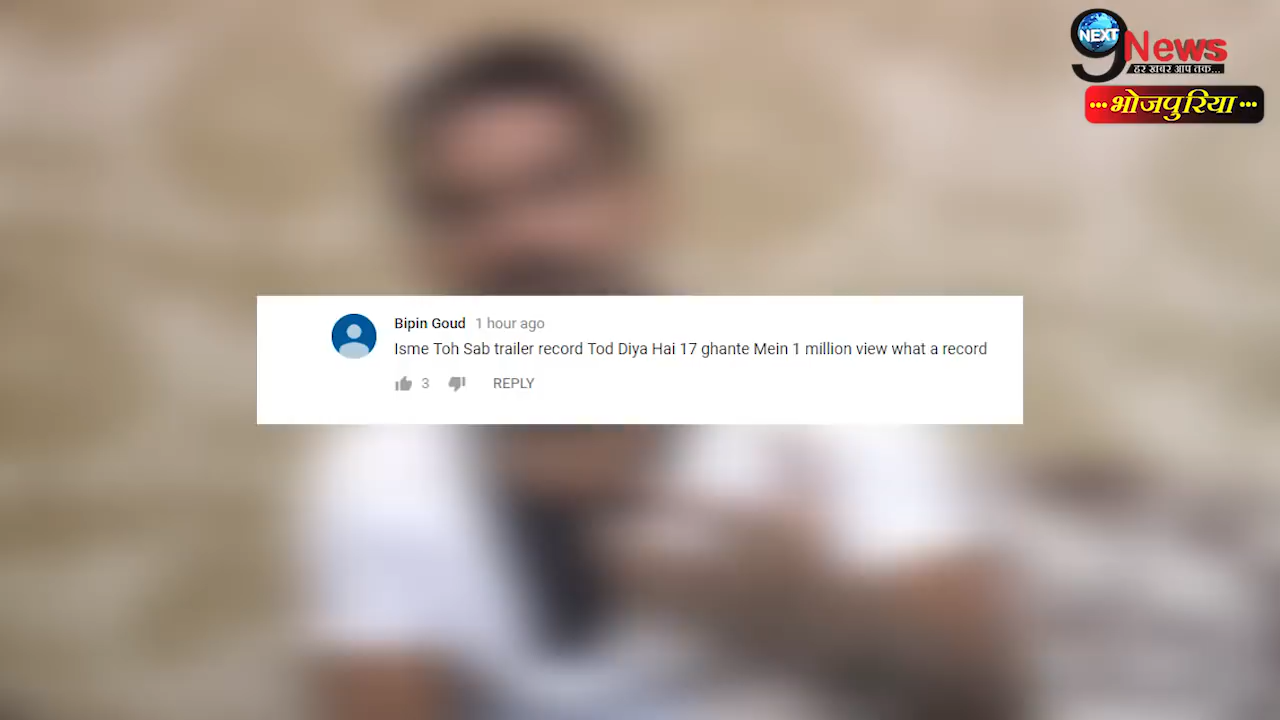 NEXT
9 News
हर खबर आप तक...
भोजपुरिया
Bipin Goud 1 hour ago
Isme Toh Sab trailer record Tod Diya Hai 17 ghante Mein 1 million view what a record
3 REPLY